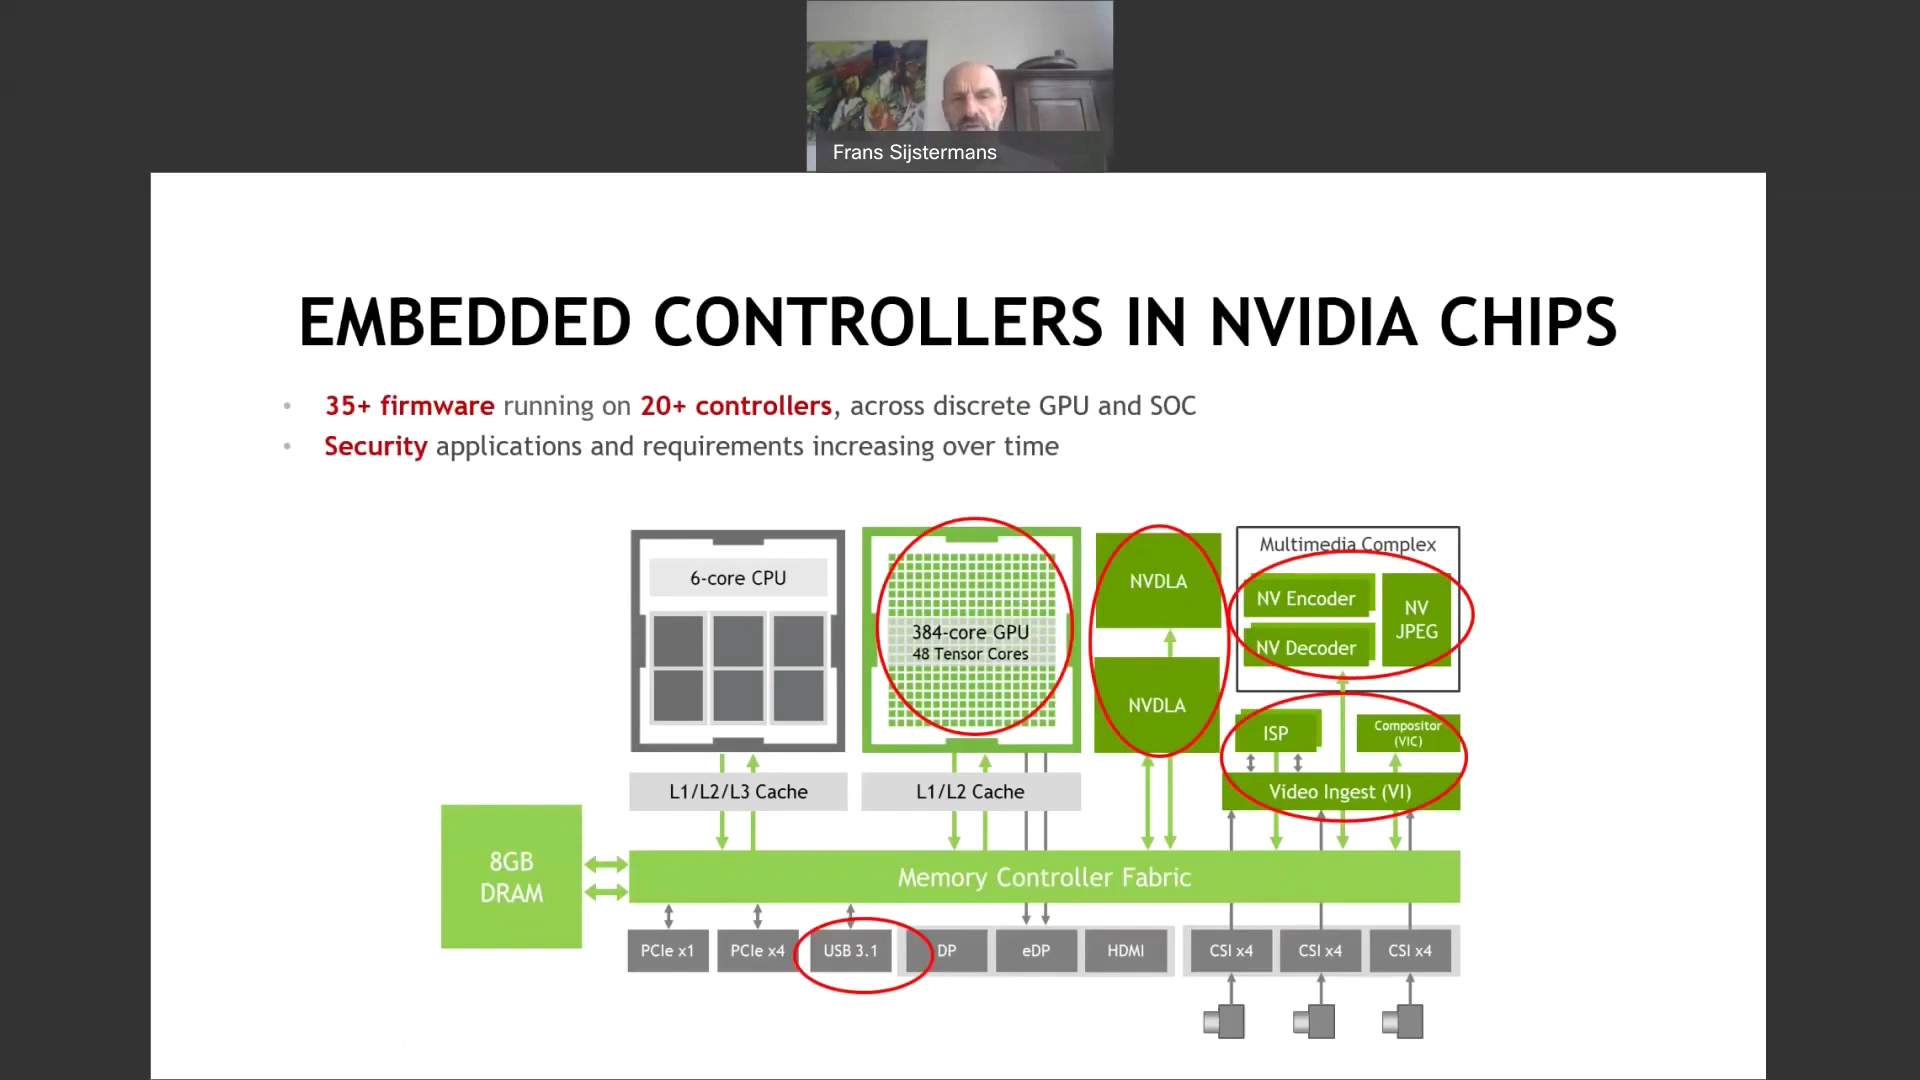 Frans Sijstermans
EMBEDDED CONTROLLERS IN NVIDIA CHIPS
• 35+ firmware running on 20+ controllers, across discrete GPU and SOC
• Security applications and requirements increasing over time
6-core CPU
384-core GPU
48 Tensor Cores
NVDLA
NVDLA
Multimedia Complex
NV Encoder
NV Decoder
NV
JPEG
ISP
Compositor
(VIC)
Video Ingest (VI)
L1/L2/L3 Cache
L1/L2 Cache
8GB
DRAM
Memory Controller Fabric
PCIe x1
PCIe x4
USB 3.1
DP
eDP
HDMI
CSI x4
CSI x4
CSI x4